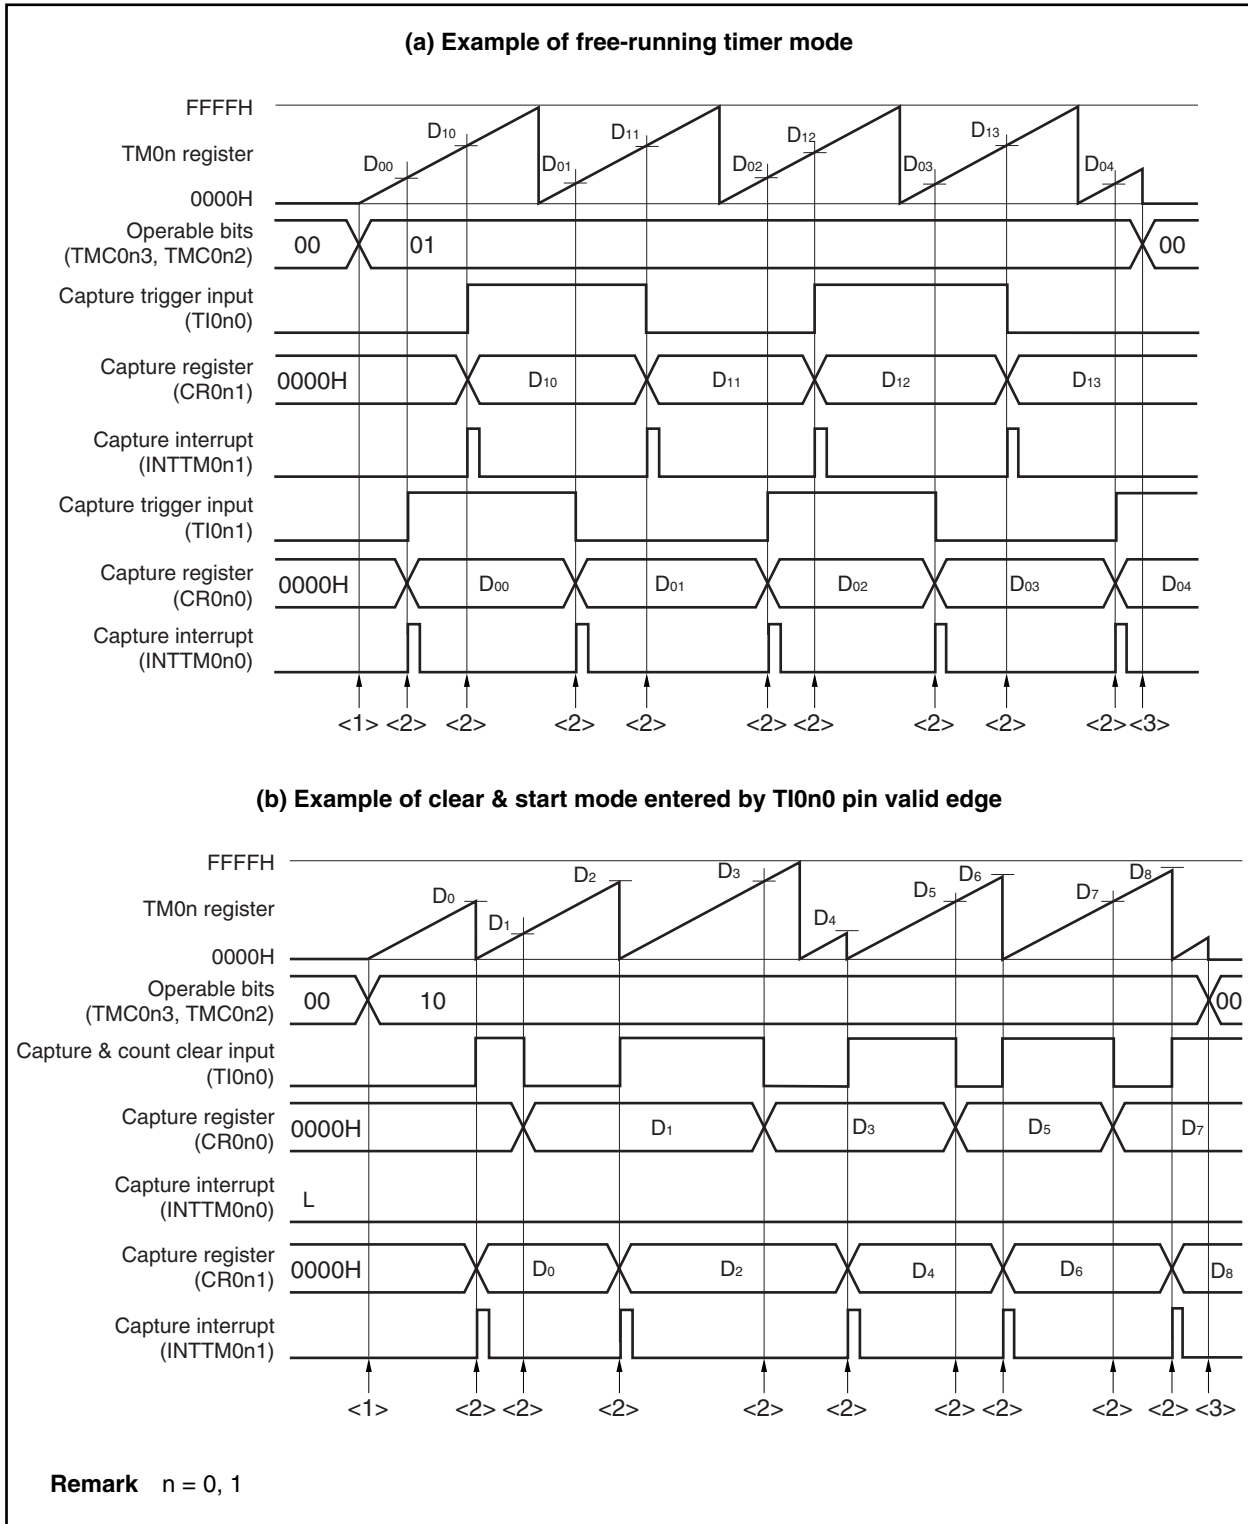 (a) Example of free-running timer mode
FFFFH
TM0n register
0000H
D10
D11
D12
D13
D00
D01
D02
D03
D04
Operable bits
(TMC0n3, TMC0n2)
00
01
00
Capture trigger input
(TI0n0)
Capture register
(CR0n1)
0000H
D10
D11
D12
D13
Capture interrupt
(INTTM0n1)
Capture trigger input
(TI0n1)
Capture register
(CR0n0)
0000H
D00
D01
D02
D03
D04
Capture interrupt
(INTTM0n0)
<1> <2> <2> <2> <2> <2> <2> <2> <2> <2> <3>
(b) Example of clear & start mode entered by TI0n0 pin valid edge
FFFFH
TM0n register
0000H
D0
D1
D2
D3
D4
D5
D6
D7
D8
Operable bits
(TMC0n3, TMC0n2)
00
10
00
Capture & count clear input
(TI0n0)
Capture register
(CR0n0)
0000H
D1
D3
D5
D7
Capture interrupt
(INTTM0n0)
L
Capture register
(CR0n1)
0000H
D0
D2
D4
D6
D8
Capture interrupt
(INTTM0n1)
<1> <2> <2> <2> <2> <2> <2> <2> <2> <2> <3>
Remark n = 0, 1